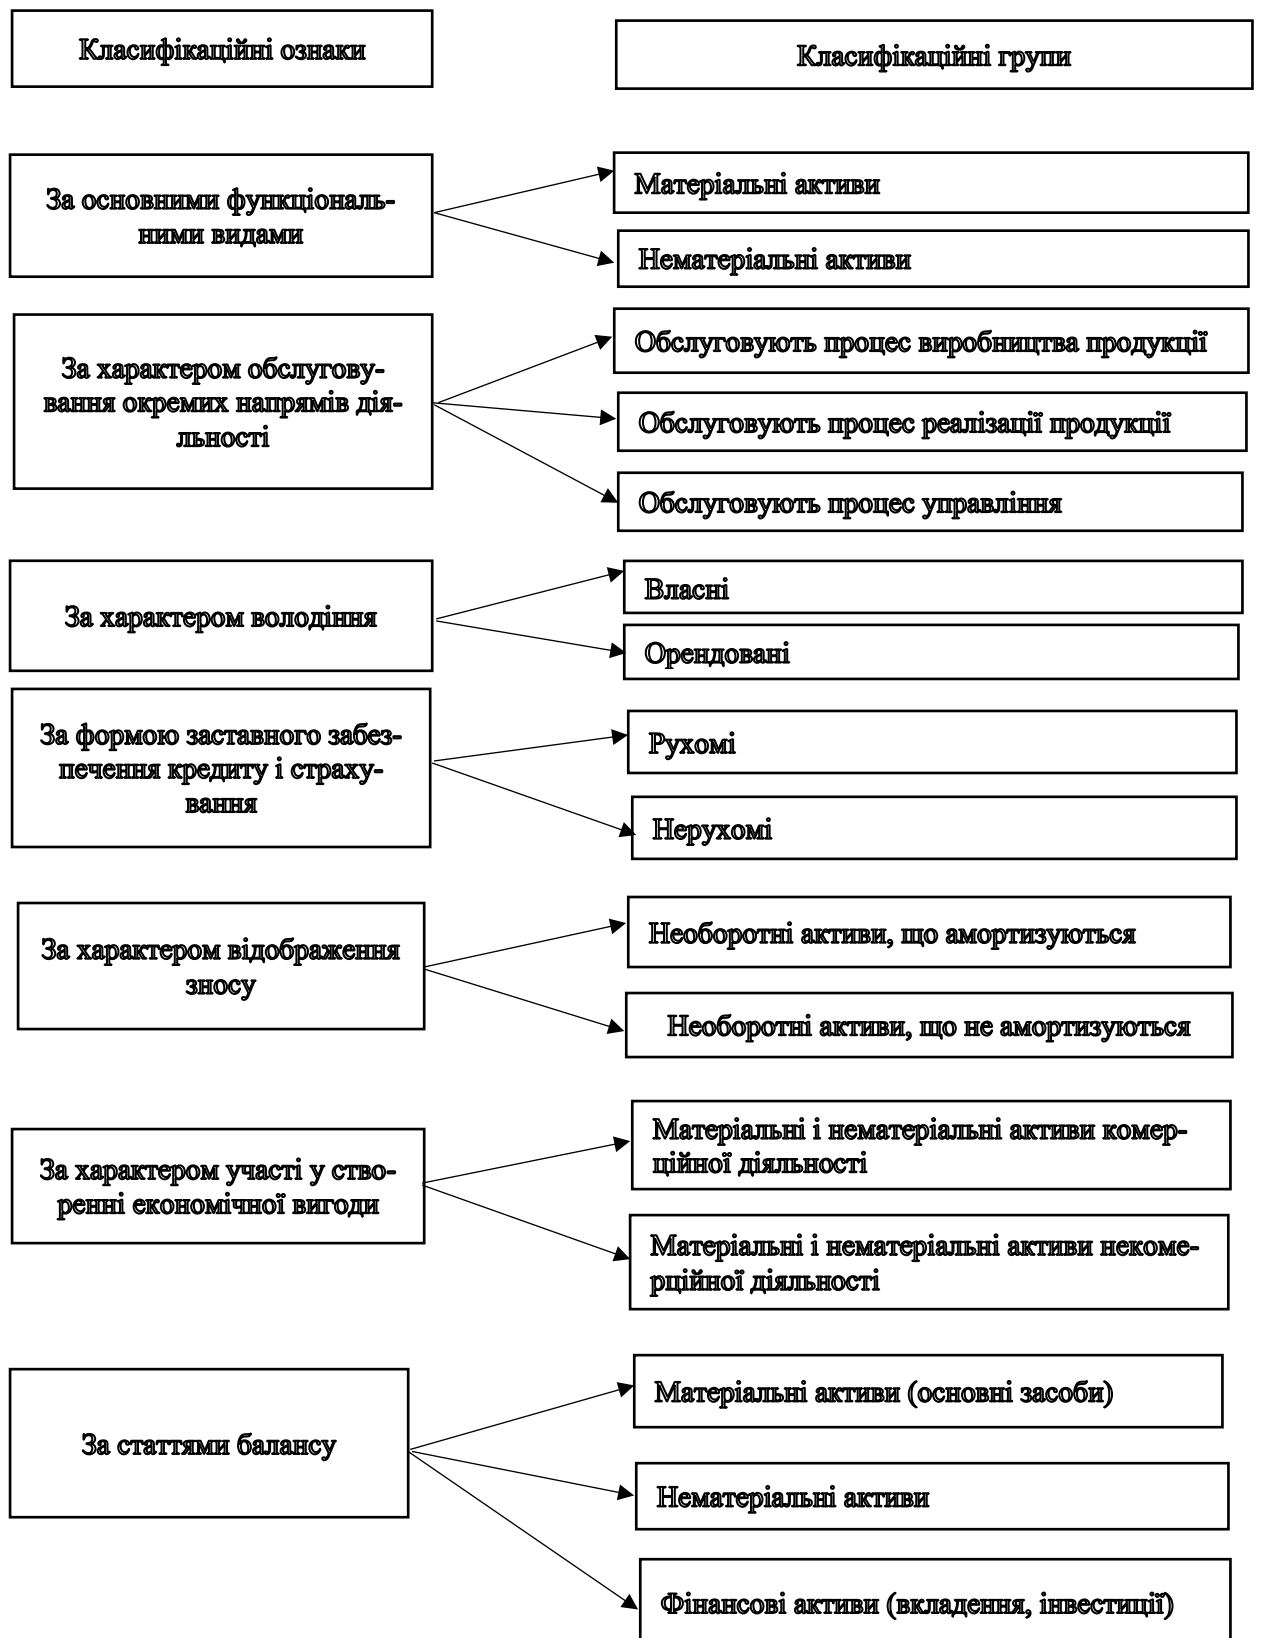 Класифікаційні ознаки
Класифікаційні групи
За основними функціональ-
ними видами
Матеріальні активи
Нематеріальні активи
За характером обслугову-
вання окремих напрямів дія-
льності
Обслуговують процес виробництва продукції
Обслуговують процес реалізації продукції
Обслуговують процес управління
За характером володіння
Власні
Орендовані
За формою заставного забез-
печення кредиту і страху-
вання
Рухомі
Нерухомі
За характером відображення
зносу
Необоротні активи, що амортизуються
Необоротні активи, що не амортизуються
За характером участі у ство-
ренні економічної вигоди
Матеріальні і нематеріальні активи комер-
ційної діяльності
Матеріальні і нематеріальні активи некоме-
рційної діяльності
За статтями балансу
Матеріальні активи (основні засоби)
Нематеріальні активи
Фінансові активи (вкладення, інвестиції)